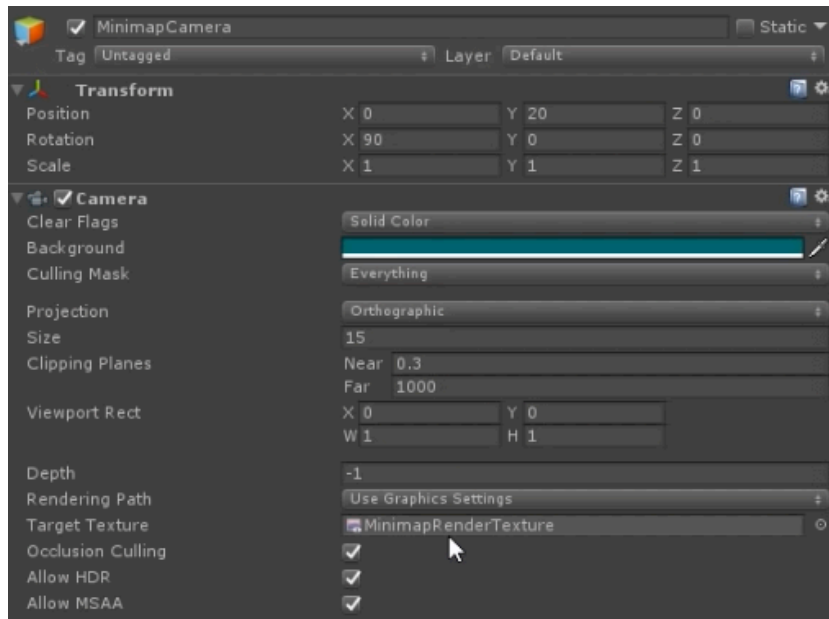 MinimapCamera Static
Tag Untagged Layer Default
Transform
Position X 0 Y 20 Z 0
Rotation X 90 Y 0 Z 0
Scale X 1 Y 1 Z 1
Camera
Clear Flags Solid Color
Background
Culling Mask Everything
Projection Orthographic
Size 15
Clipping Planes Near 0.3
Far 1000
Viewport Rect X 0 Y 0
W 1 H 1
Depth -1
Rendering Path Use Graphics Settings
Target Texture MinimapRenderTexture
Occlusion Culling
Allow HDR
Allow MSAA